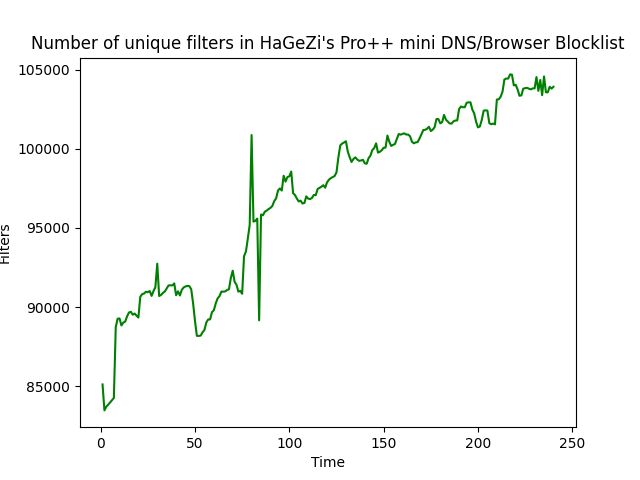 Number of unique filters in HaGeZi's Pro++ mini DNS/Browser Blocklist
105000
100000
95000
90000
85000
Filters
0 50 100 150 200 250
Time